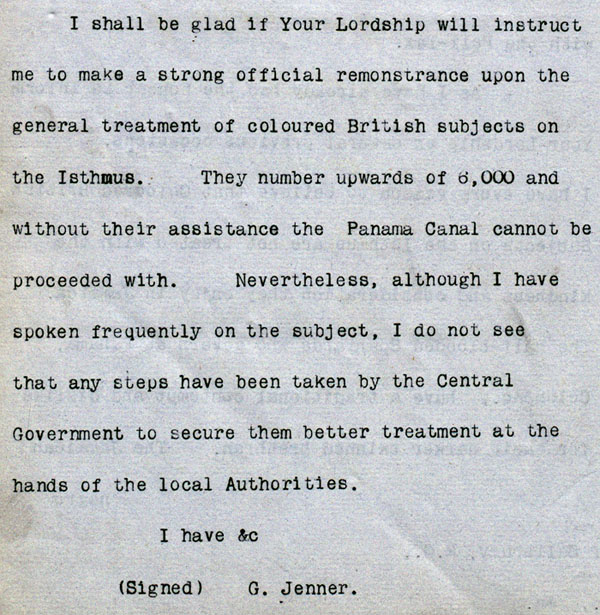 I shall be glad if Your Lordship will instruct
me to make a strong official remonstrance upon the
general treatment of coloured British subjects on
the Isthmus. They number upwards of 6,000 and
without their assistance the Panama Canal cannot be
proceeded with. Nevertheless, although I have
spoken frequently on the subject, I do not see
that any steps have been taken by the Central
Government to secure them better treatment at the
hands of the local Authorities.
I have &c
(Signed) G. Jenner.